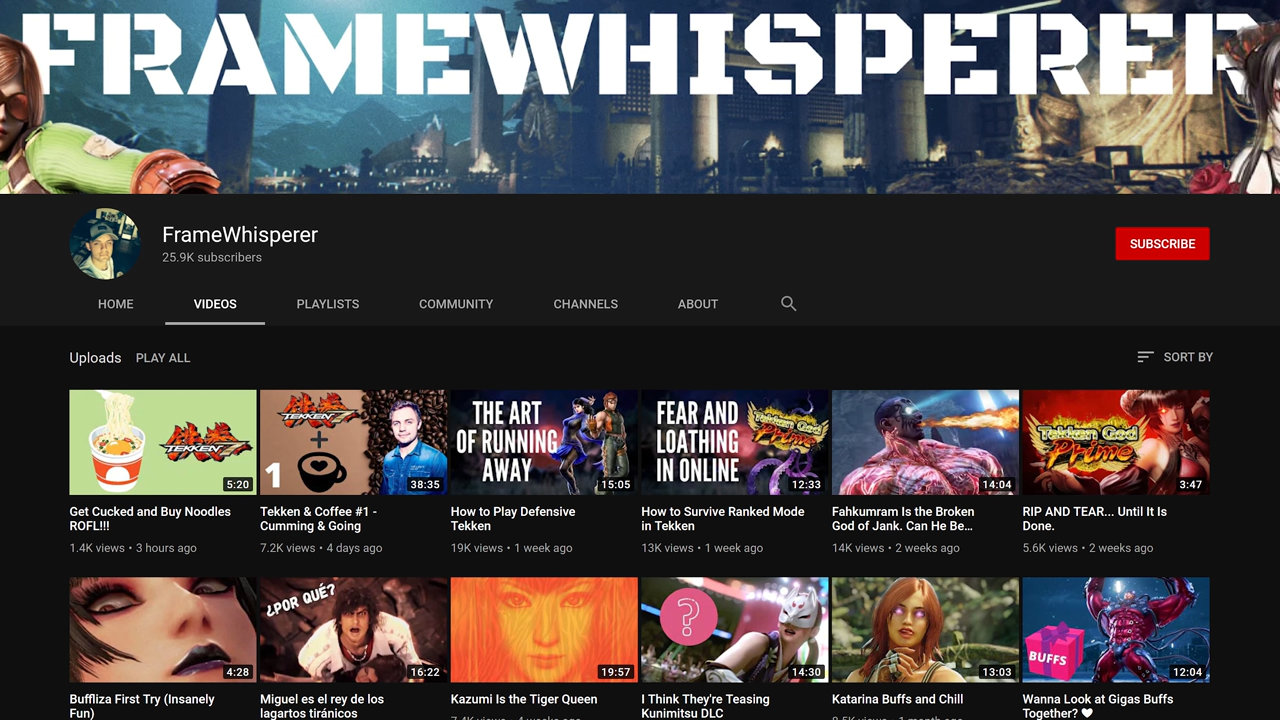 FRAMEWHISPERER
FrameWhisperer
25.9K subscribers
SUBSCRIBE
HOME
VIDEOS
PLAYLISTS
COMMUNITY
CHANNELS
ABOUT
Uploads
PLAY ALL
SORT BY
TEKKEN 7
5:20
TEKKEN 7
+
1
38:35
THE ART
OF RUNNING
AWAY
15:05
FEAR AND
LOATHING
IN ONLINE
Tekken God
Prime
12:33
14:04
Tekken God
Prime
3:47
Get Cucked and Buy Noodles
ROFL!!!
1.4K views • 3 hours ago
Tekken & Coffee #1 -
Cumming & Going
7.2K views • 4 days ago
How to Play Defensive
Tekken
19K views • 1 week ago
How to Survive Ranked Mode
in Tekken
13K views • 1 week ago
Fahkumram Is the Broken
God of Jank. Can He Be...
14K views • 2 weeks ago
RIP AND TEAR... Until It Is
Done.
5.6K views • 2 weeks ago
4:28
¿POR QUÉ?
16:22
19:57
?
14:30
13:03
BUFFS
12:04
Buffliza First Try (Insanely
Fun)
Miguel es el rey de los
lagartos tiránicos
Kazumi Is the Tiger Queen
I Think They're Teasing
Kunimitsu DLC
Katarina Buffs and Chill
Wanna Look at Gigas Buffs
Together? ♥